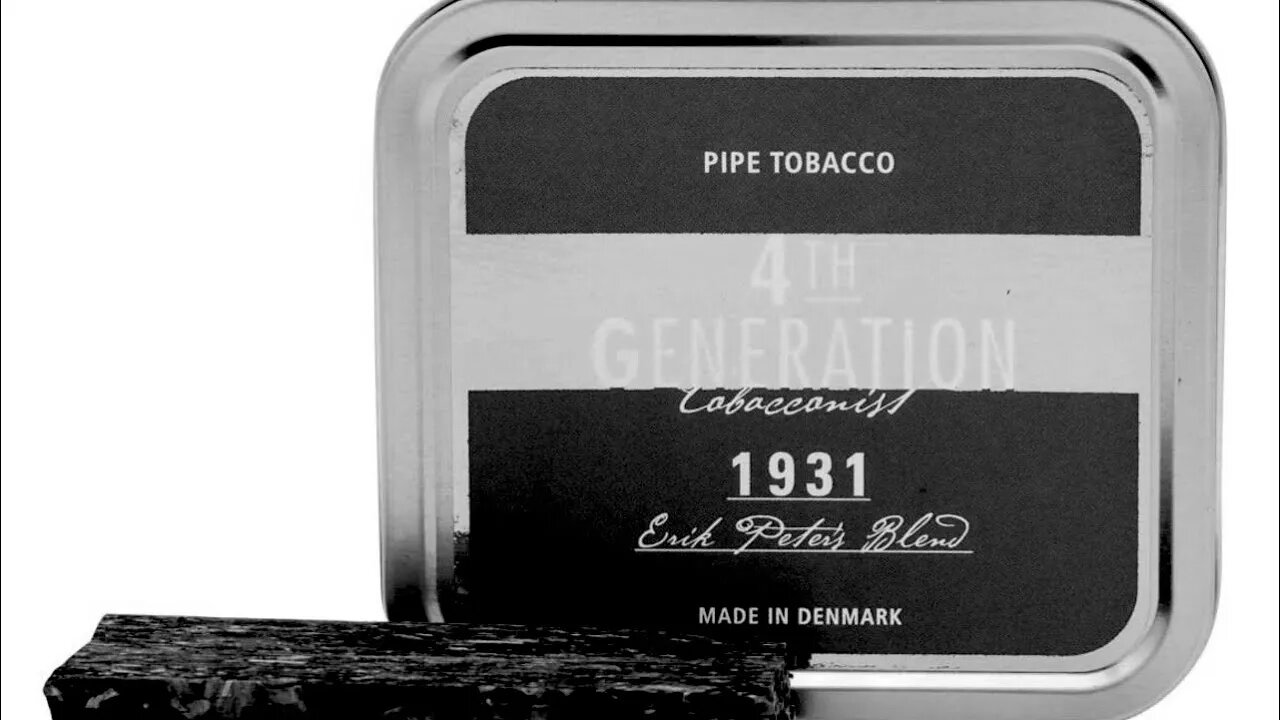 PIPE TOBACCO
4TH
GENERATION
Tobacconist
1931
Erik Peter's Blend
MADE IN DENMARK